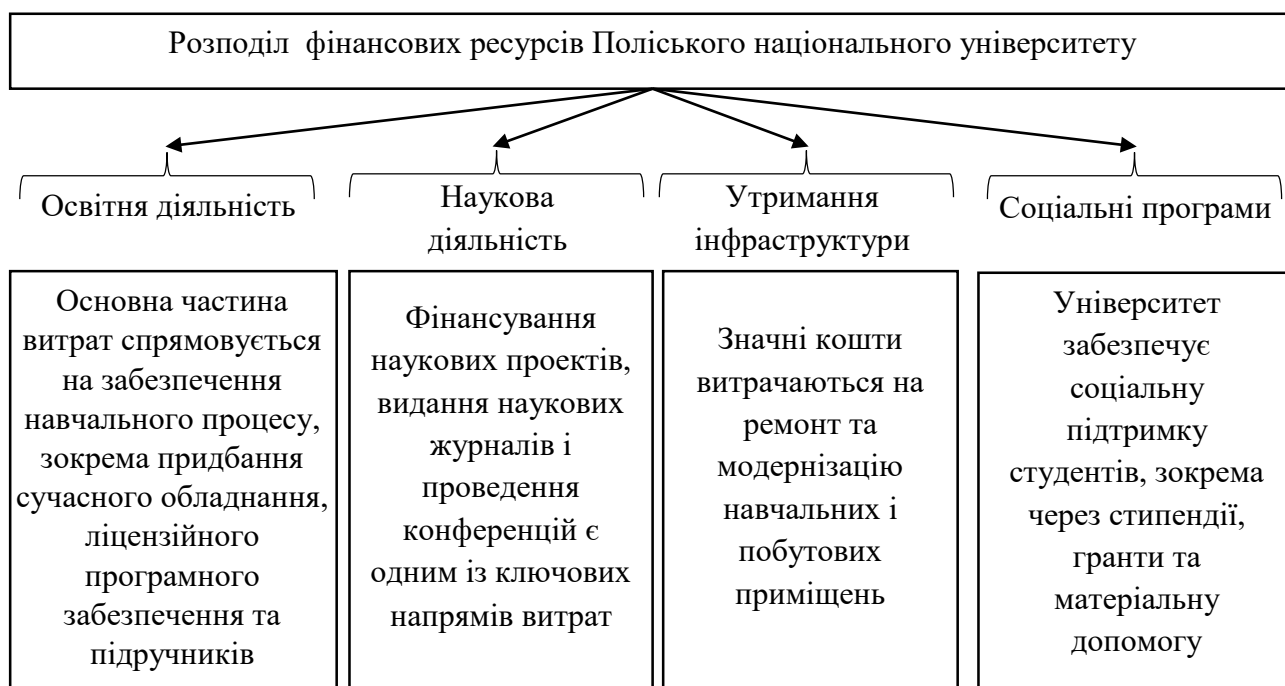 Розподіл фінансових ресурсів Поліського національного університету
Освітня діяльність
Основна частина
витрат спрямовується
на забезпечення
навчального процесу,
зокрема придбання
сучасного обладнання,
ліцензійного
програмного
забезпечення та
підручників
Наукова
діяльність
Фінансування
наукових проектів,
видання наукових
журналів і
проведення
конференцій є
одним із ключових
напрямів витрат
Утримання
інфраструктури
Значні кошти
витрачаються на
ремонт та
модернізацію
навчальних і
побутових
приміщень
Соціальні програми
Університет
забезпечує
соціальну
підтримку
студентів, зокрема
через стипендії,
гранти та
матеріальну
допомогу